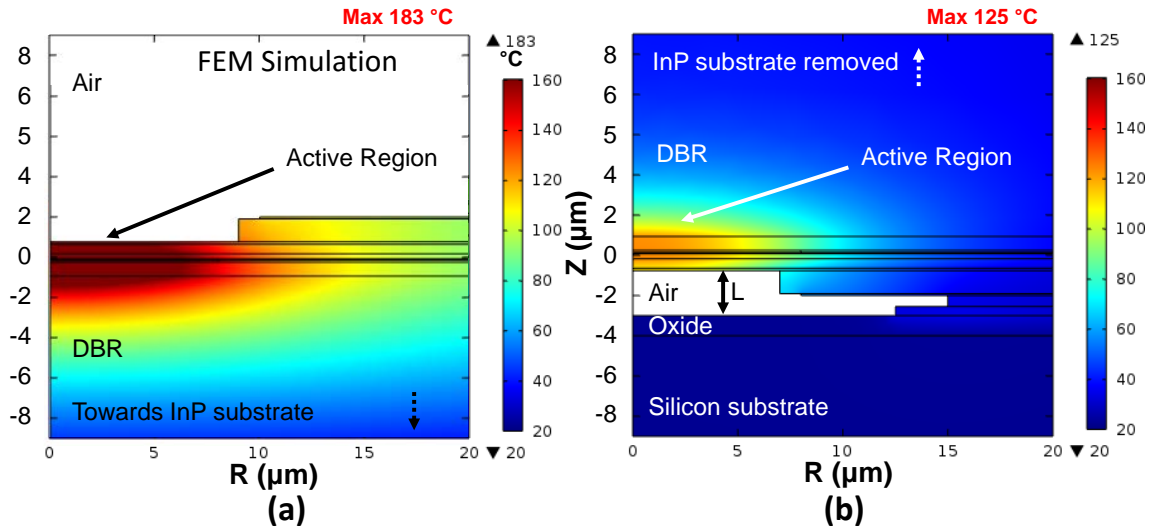 Max 183 °C
FEM Simulation
Air
Active Region
DBR
Towards InP substrate
8
6
4
2
0
-2
-4
-6
-8
0
5
10
15
20
R (µm)
▲ 183
°C
160
140
120
100
80
60
40
20
▼ 20
(a)
Max 125 °C
InP substrate removed
DBR
Active Region
Air
L
Oxide
Silicon substrate
Z (µm)
8
6
4
2
0
-2
-4
-6
-8
0
5
10
15
20
R (µm)
▲ 125
160
140
120
100
80
60
40
20
▼ 20
(b)